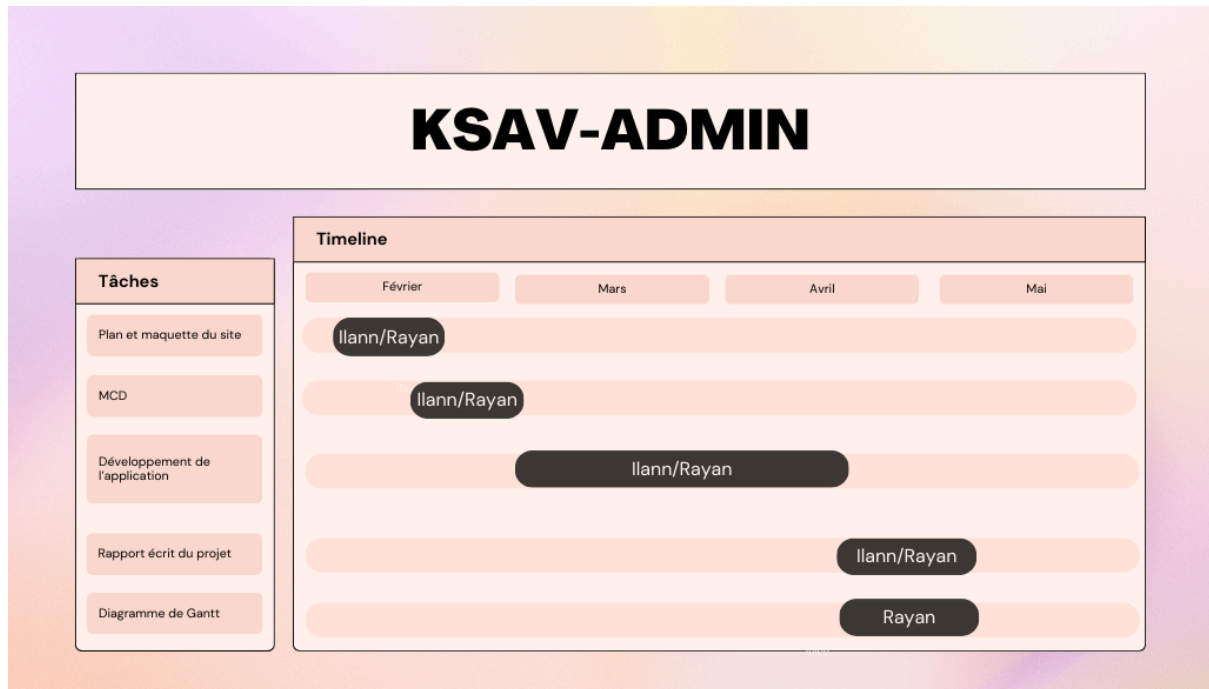 KSAV-ADMIN
Timeline
Tâches
Février
Mars
Avril
Mai
Plan et maquette du site
Ilann/Rayan
MCD
Ilann/Rayan
Développement de
l'application
Ilann/Rayan
Rapport écrit du projet
Ilann/Rayan
Diagramme de Gantt
Rayan